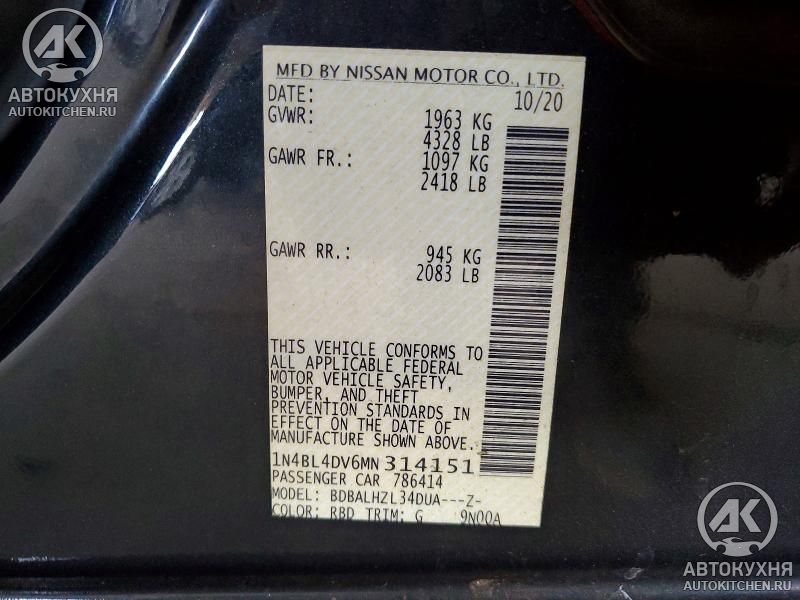 АК
АВТОКУХНЯ
AUTOKITCHEN.RU
MFD BY NISSAN MOTOR CO., LTD.
DATE: 10/20
GVWR: 1963 KG
4328 LB
GAWR FR.: 1097 KG
2418 LB
GAWR RR.: 945 KG
2083 LB
THIS VEHICLE CONFORMS TO
ALL APPLICABLE FEDERAL
MOTOR VEHICLE SAFETY,
BUMPER, AND THEFT
PREVENTION STANDARDS IN
EFFECT ON THE DATE OF
MANUFACTURE SHOWN ABOVE.
1N4BL4DV6MN314151
PASSENGER CAR 786414
MODEL: BDBALHZL34DUA---Z-
COLOR: RBD TRIM: G 9N00A
АК
АВТОКУХНЯ
AUTOKITCHEN.RU